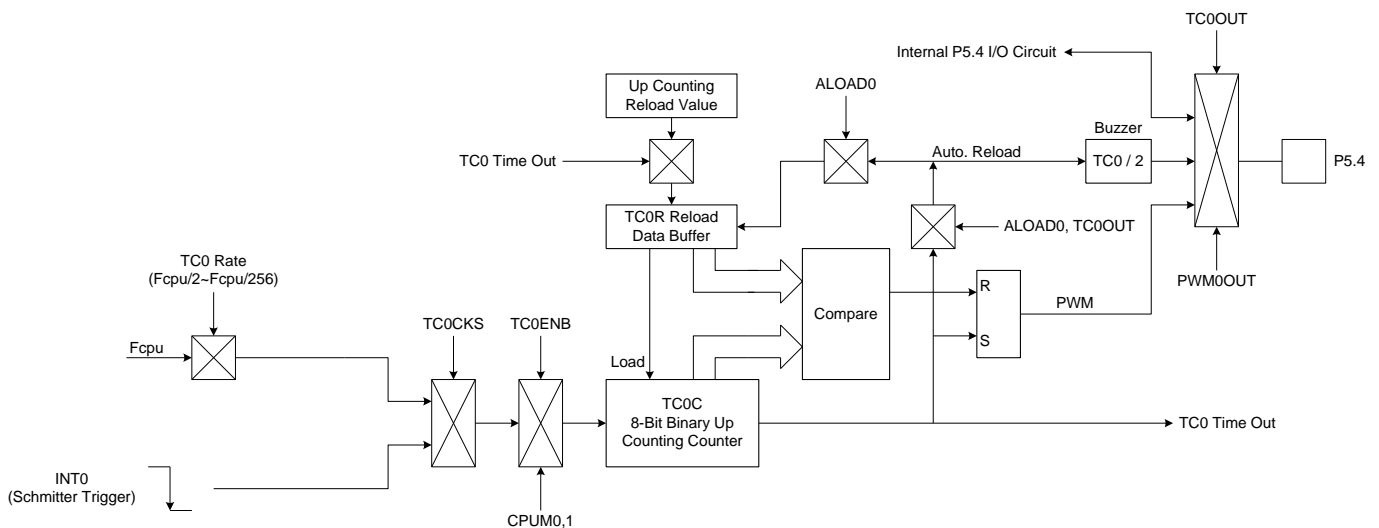 TC0OUT
Internal P5.4 I/O Circuit
Up Counting
Reload Value
ALOAD0
Buzzer
TC0 Time Out
Auto. Reload
TC0 / 2
P5.4
TC0R Reload
Data Buffer
ALOAD0, TC0OUT
TC0 Rate
(Fcpu/2~Fcpu/256)
PWM0OUT
R
PWM
Compare
TC0CKS
TC0ENB
S
Fcpu
Load
TC0C
8-Bit Binary Up
Counting Counter
TC0 Time Out
INT0
(Schmitter Trigger)
CPUM0,1